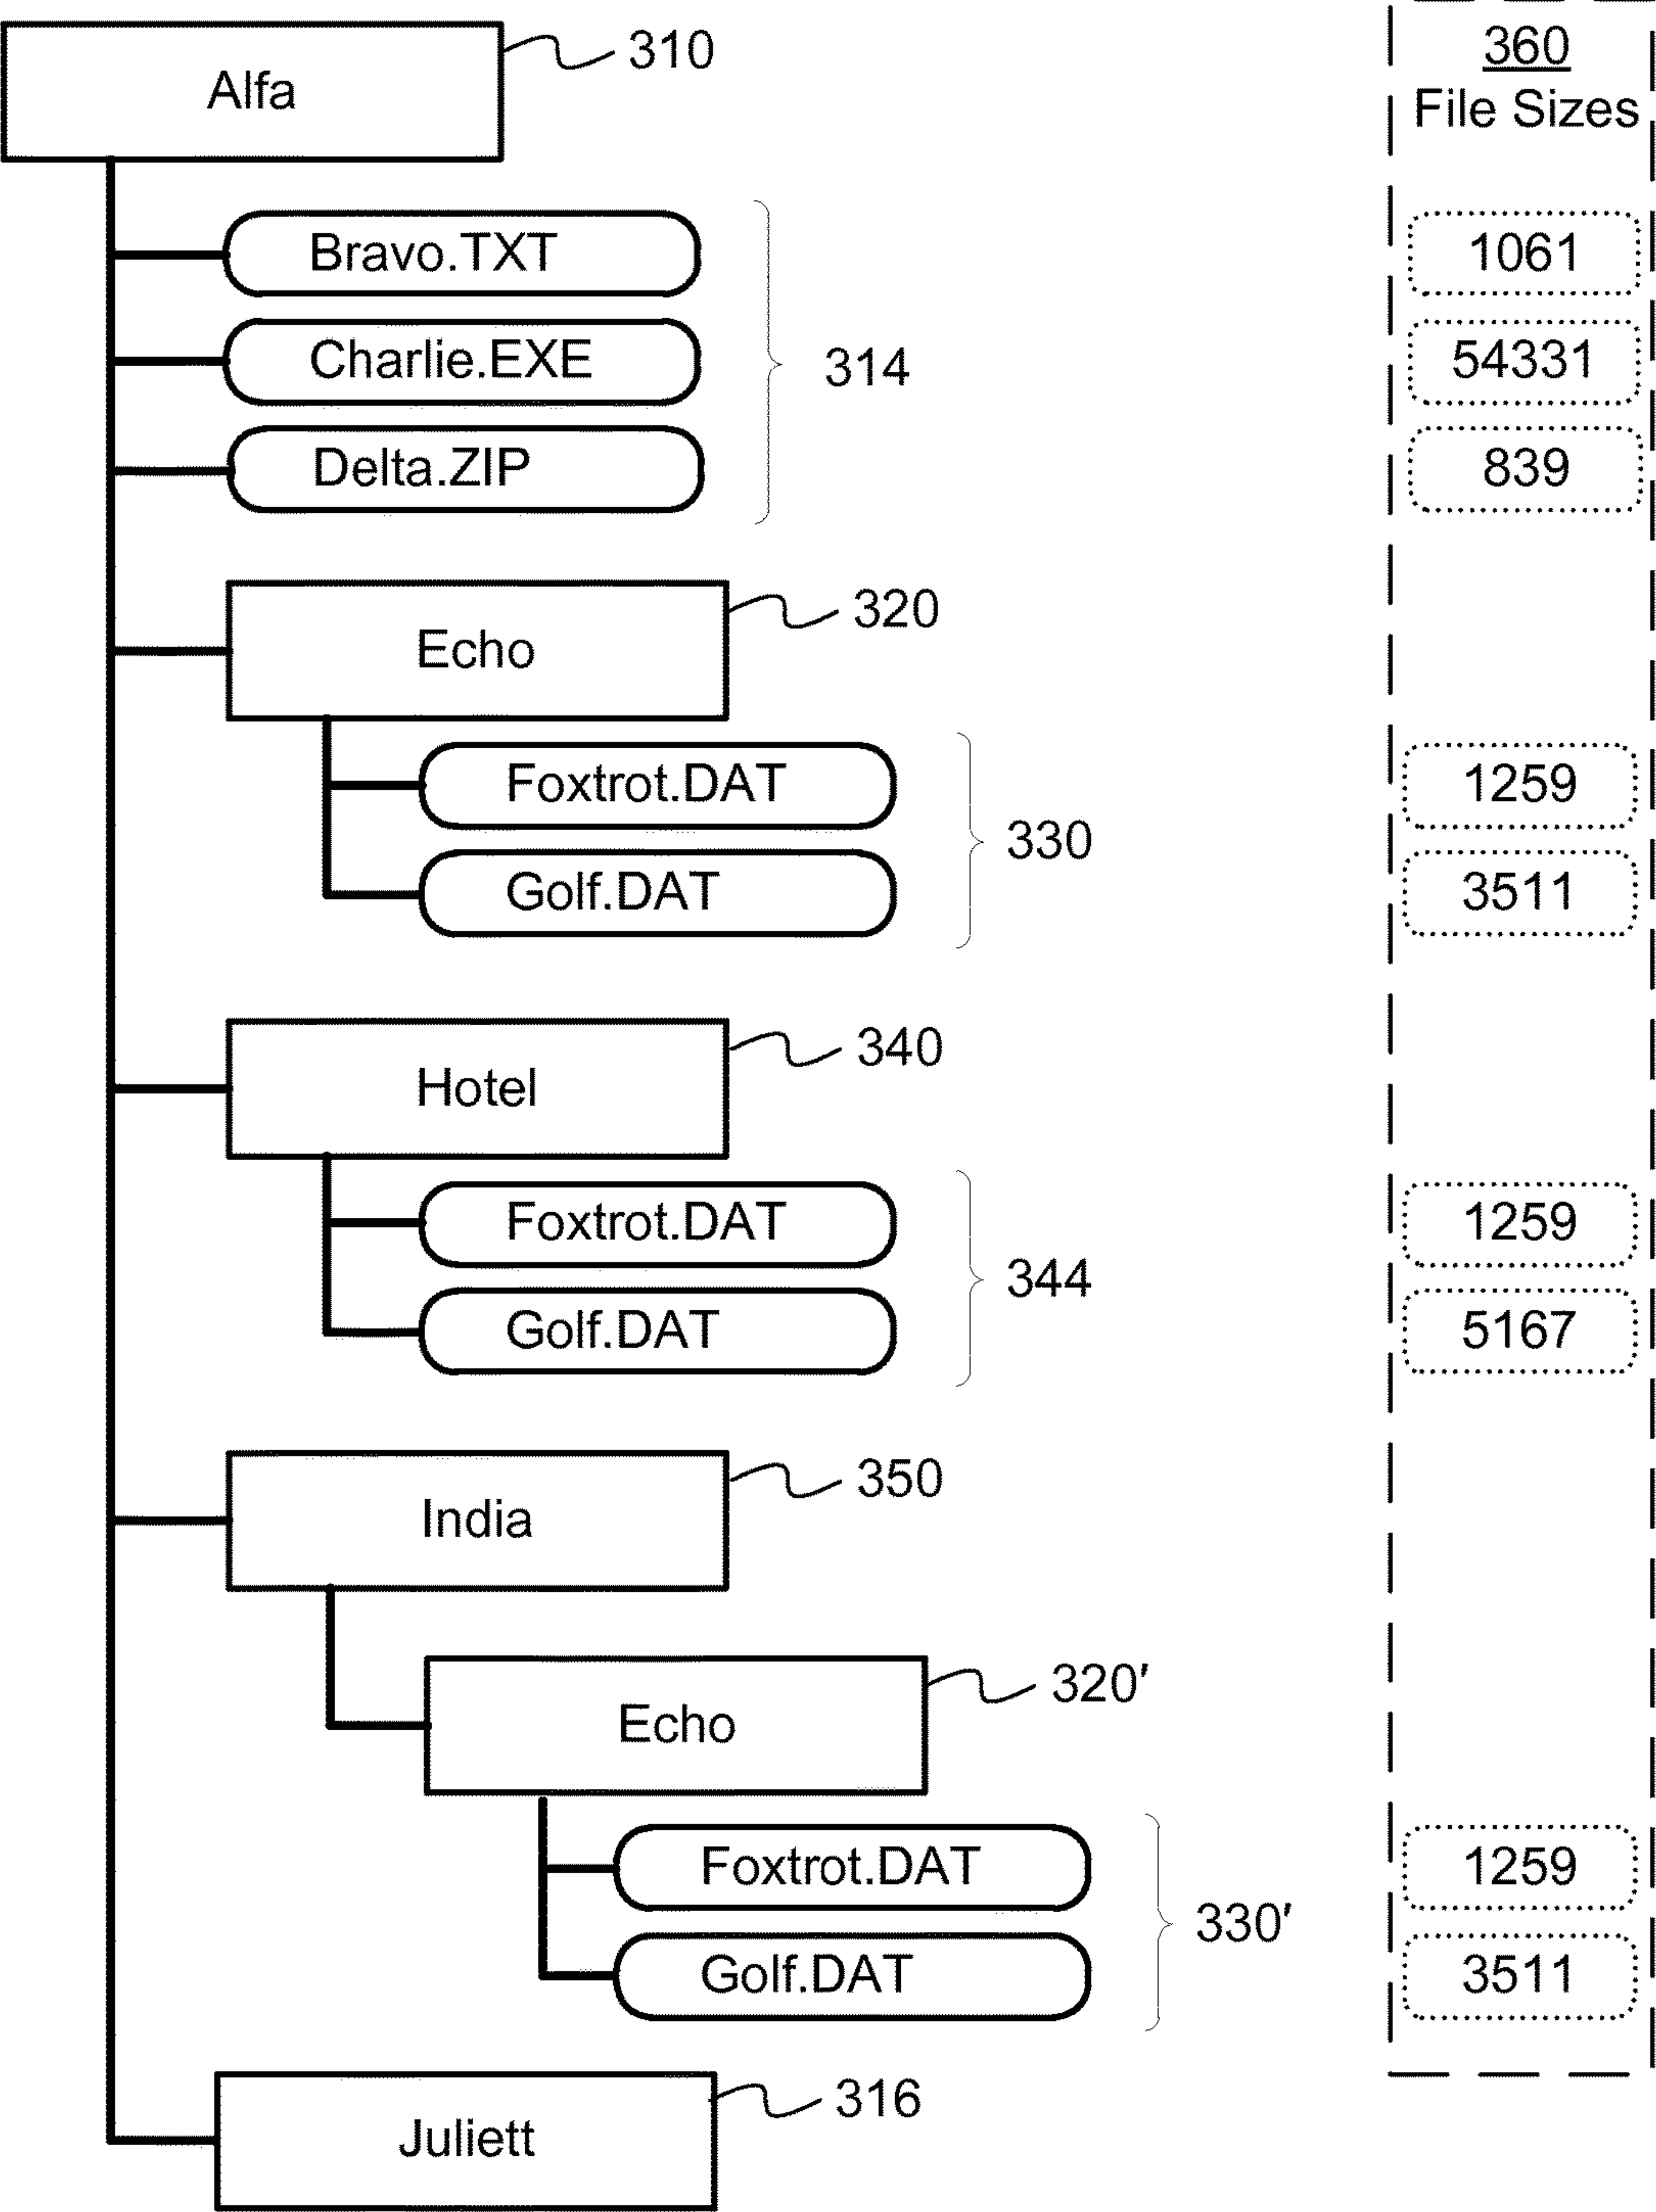 Alfa
310
360
File Sizes
Bravo.TXT
1061
Charlie.EXE
314
54331
Delta.ZIP
839
Echo
320
Foxtrot.DAT
1259
330
Golf.DAT
3511
Hotel
340
Foxtrot.DAT
1259
344
Golf.DAT
5167
India
350
Echo
320′
Foxtrot.DAT
1259
330′
Golf.DAT
3511
Juliett
316